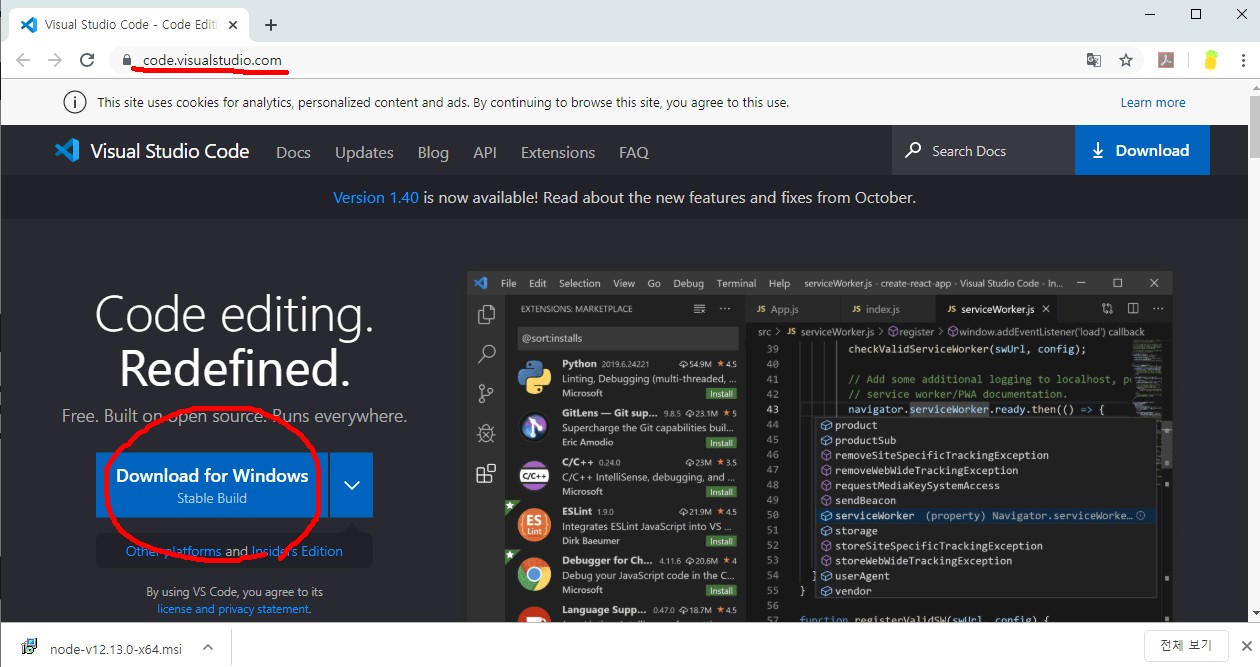 Visual Studio Code - Code Edit
code.visualstudio.com
This site uses cookies for analytics, personalized content and ads. By continuing to browse this site, you agree to this use.
Learn more
Visual Studio Code Docs Updates Blog API Extensions FAQ Search Docs Download
Version 1.40 is now available! Read about the new features and fixes from October.
Code editing.
Redefined.
Free. Built on open source. Runs everywhere.
Download for Windows
Stable Build
Other platforms and Insiders Edition
By using VS Code, you agree to its
license and privacy statement.
File Edit Selection View Go Debug Terminal Help serviceWorker.js - create-react-app - Visual Studio Code - In...
EXTENSIONS: MARKETPLACE
@sort:installs
Python 2019.6.24221 54.9M 4.5
Linting, Debugging (multi-threaded, ...
Microsoft Install
GitLens — Git sup... 9.8.5 23.1M 5
Supercharge the Git capabilities buil...
Eric Amodio Install
C/C++ 0.24.0 23M 3.5
C/C++ IntelliSense, debugging, and ...
Microsoft Install
ESLint 1.9.0 21.9M 4.5
Integrates ESLint JavaScript into VS ...
Dirk Baeumer Install
Debugger for Ch... 4.11.6 20.6M 4
Debug your JavaScript code in the C...
Microsoft Install
Language Supp... 0.47.0 18.7M 4.5
JS App.js JS index.js JS serviceWorker.js
src > JS serviceWorker.js > register > window.addEventListener('load') callback
39 checkValidServiceWorker(swUrl, config);
40
41 // Add some additional logging to localhost, p
42 // service worker/PWA documentation.
43 navigator.serviceWorker.ready.then(() => {
44 product
45 productSub
46 removeSiteSpecificTrackingException
47 removeWebWideTrackingException
48 requestMediaKeySystemAccess
49 sendBeacon
50 serviceWorker (property) Navigator.serviceWorke...
51 storage
52 storeSiteSpecificTrackingException
53 storeWebWideTrackingException
54 } userAgent
55 } vendor
56
57 function registerValidSW(swUrl, config) {
node-v12.13.0-x64.msi
전체 보기